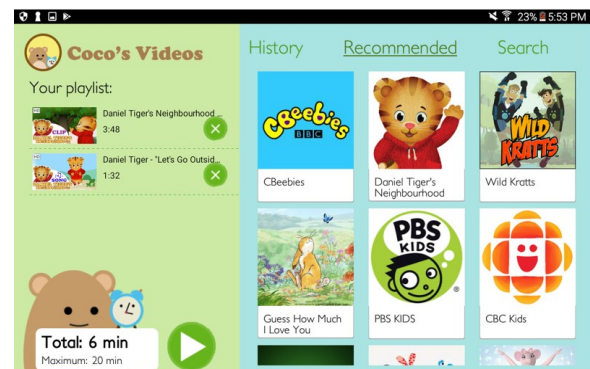 23% 5:53 PM
Coco's Videos
History
Recommended
Search
Your playlist:
Daniel Tiger's Neighbourhood ...
3:48
Daniel Tiger - "Let's Go Outsid...
1:32
CBeebies
BBC
CBeebies
Daniel Tiger's
Neighbourhood
WILD
KRATTS
Wild Kratts
Guess How Much
I Love You
PBS
KIDS
PBS KIDS
CBC Kids
Total: 6 min
Maximum: 20 min